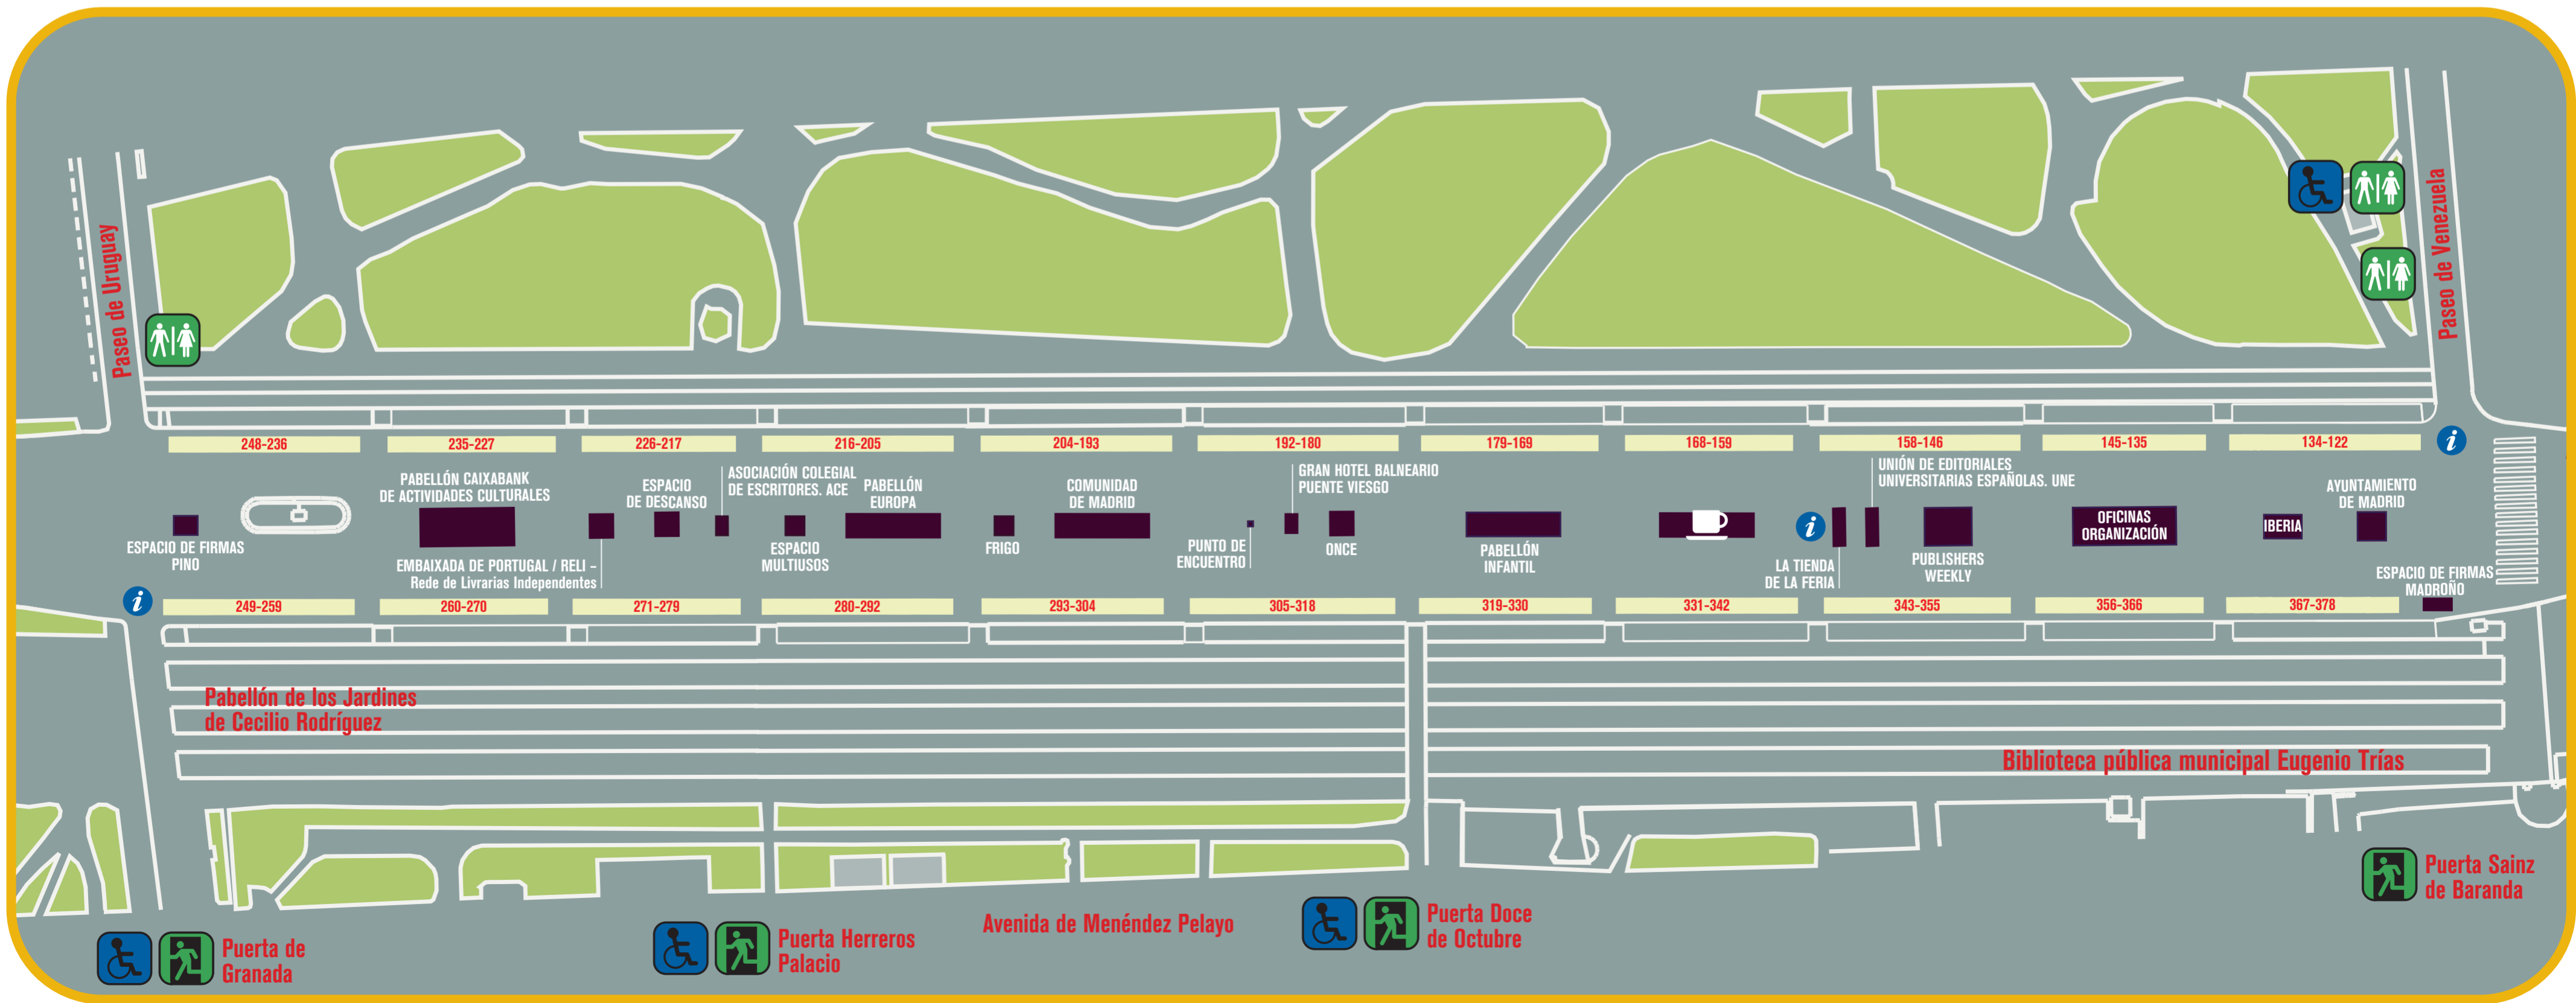 Paseo de Uruguay
Paseo de Venezuela
248-236
235-227
226-217
216-205
204-193
192-180
179-169
168-159
158-146
145-135
134-122
i
PABELLÓN CAIXABANK
DE ACTIVIDADES CULTURALES
ESPACIO
DE DESCANSO
ASOCIACIÓN COLEGIAL
DE ESCRITORES. ACE
PABELLÓN
EUROPA
COMUNIDAD
DE MADRID
GRAN HOTEL BALNEARIO
PUENTE VIESGO
UNIÓN DE EDITORIALES
UNIVERSITARIAS ESPAÑOLAS. UNE
AYUNTAMIENTO
DE MADRID
OFICINAS
ORGANIZACIÓN
IBERIA
i
ESPACIO DE FIRMAS
PINO
EMBAIXADA DE PORTUGAL / RELI –
Rede de Livrarias Independentes
ESPACIO
MULTIUSOS
FRIGO
PUNTO DE
ENCUENTRO
ONCE
PABELLÓN
INFANTIL
LA TIENDA
DE LA FERIA
PUBLISHERS
WEEKLY
ESPACIO DE FIRMAS
MADROÑO
i
249-259
260-270
271-279
280-292
293-304
305-318
319-330
331-342
343-355
356-366
367-378
Pabellón de los Jardines
de Cecilio Rodríguez
Biblioteca pública municipal Eugenio Trías
Puerta de
Granada
Puerta Herreros
Palacio
Avenida de Menéndez Pelayo
Puerta Doce
de Octubre
Puerta Sainz
de Baranda